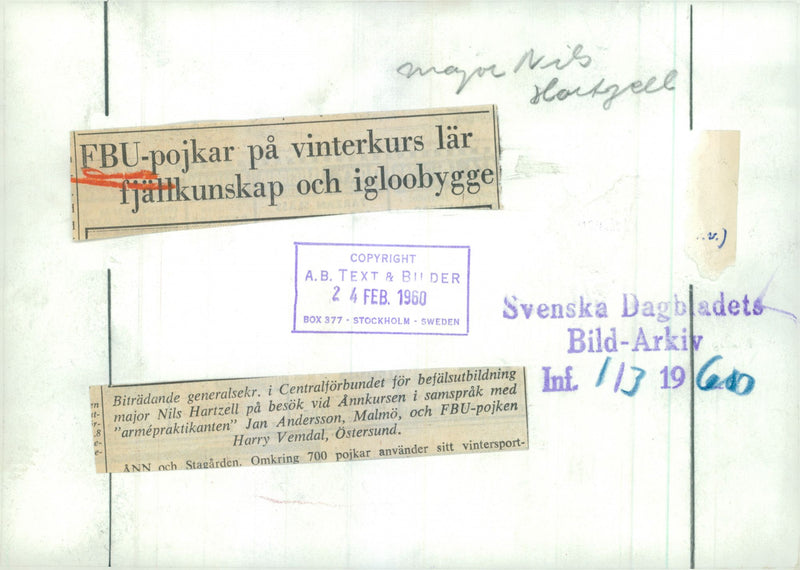 major Nils
Hartzell
FBU-pojkar på vinterkurs lär
fjällkunskap och igloobygge
..v.)
COPYRIGHT
A.B. TEXT & BILDER
24 FEB. 1960
BOX 377 - STOCKHOLM - SWEDEN
Svenska Dagbladets
Bild-Arkiv
Inf. 1/3 1960
Biträdande generalsekr. i Centralförbundet för befälsutbildning
major Nils Hartzell på besök vid Ånnkursen i samspråk med
"armépraktikanten" Jan Andersson, Malmö, och FBU-pojken
Harry Vemdal, Östersund.
ÅNN och Stagården. Omkring 700 pojkar använder sitt vintersport-